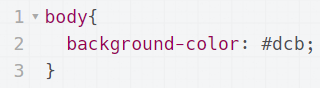 1 body{
2 background-color: #dcb;
3 }